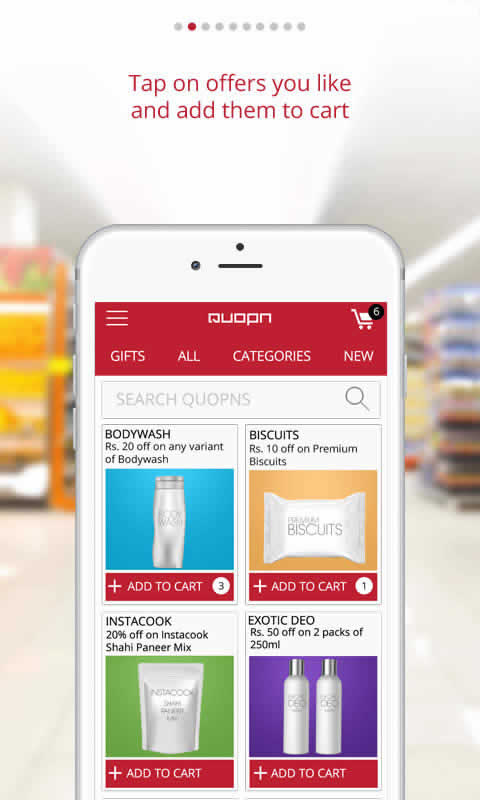 Tap on offers you like
and add them to cart
QUOPN
6
GIFTS ALL CATEGORIES NEW
SEARCH QUOPNS
BODYWASH
Rs. 20 off on any variant
of Bodywash
BODY
WASH
+ ADD TO CART 3
BISCUITS
Rs. 10 off on Premium
Biscuits
PREMIUM
BISCUITS
+ ADD TO CART 1
INSTACOOK
20% off on Instacook
Shahi Paneer Mix
INSTACOOK
SHAHI
PANEER
MIX
+ ADD TO CART
EXOTIC DEO
Rs. 50 off on 2 packs of
250ml
EXOTIC
DEO
EXOTIC
DEO
+ ADD TO CART